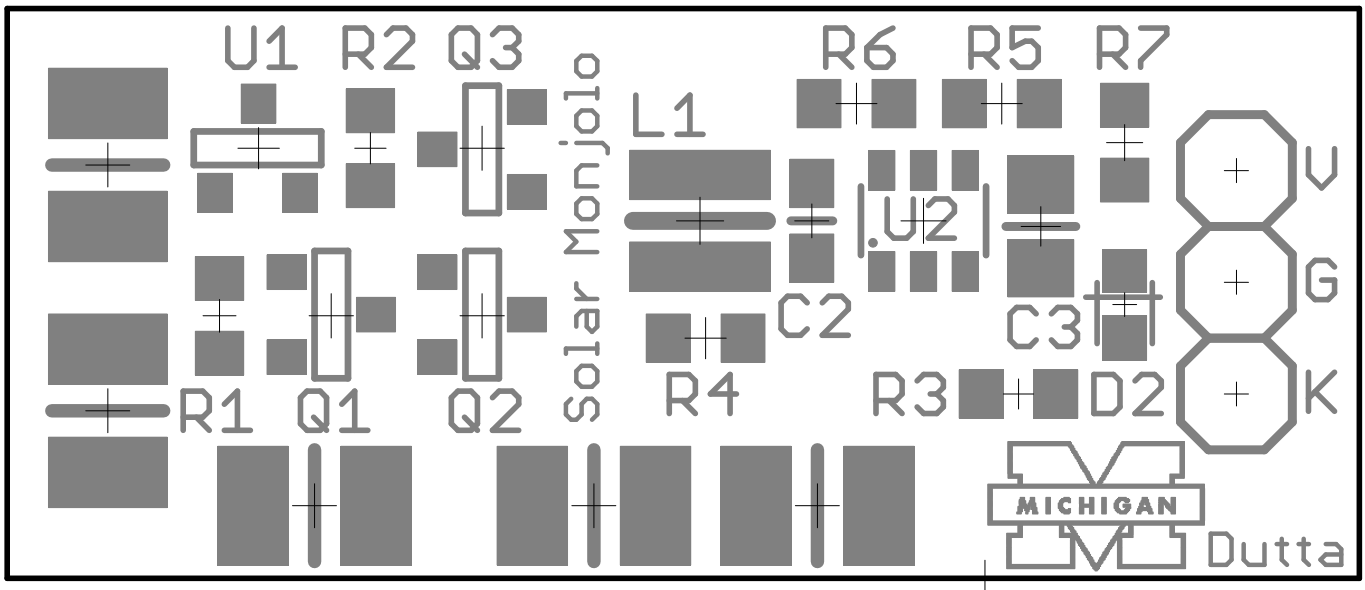 U1 R2 Q3 R6 R5 R7
L1
V
.U2
G
C2 C3
R4 R3 D2 K
R1 Q1 Q2
Solar Monjolo
MICHIGAN
Dutta